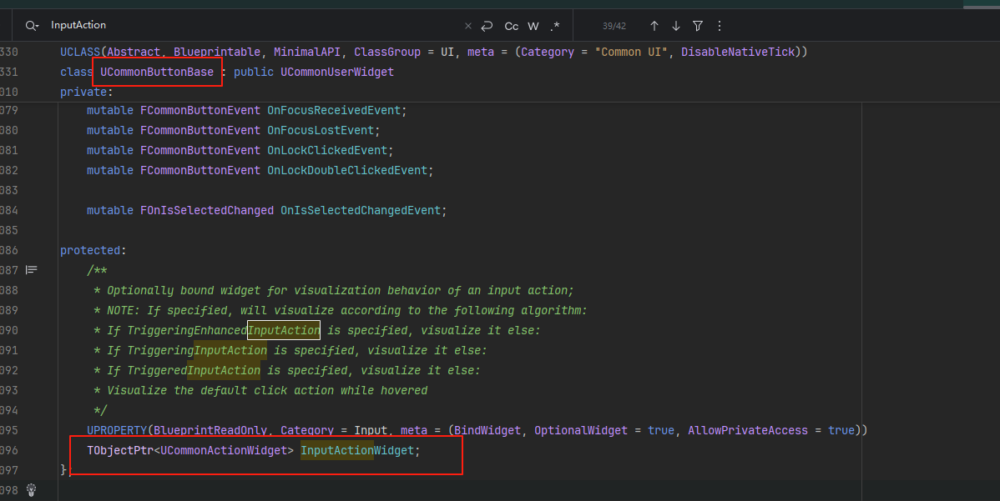 InputAction × Cc W .* 39/42
330 UCLASS(Abstract, Blueprintable, MinimalAPI, ClassGroup = UI, meta = (Category = "Common UI", DisableNativeTick))
331 class UCommonButtonBase : public UCommonUserWidget
010 private:
079 mutable FCommonButtonEvent OnFocusReceivedEvent;
080 mutable FCommonButtonEvent OnFocusLostEvent;
081 mutable FCommonButtonEvent OnLockClickedEvent;
082 mutable FCommonButtonEvent OnLockDoubleClickedEvent;
083
084 mutable FOnIsSelectedChanged OnIsSelectedChangedEvent;
085
086 protected:
087 /**
088 * Optionally bound widget for visualization behavior of an input action;
089 * NOTE: If specified, will visualize according to the following algorithm:
090 * If TriggeringEnhancedInputAction is specified, visualize it else:
091 * If TriggeringInputAction is specified, visualize it else:
092 * If TriggeredInputAction is specified, visualize it else:
093 * Visualize the default click action while hovered
094 */
095 UPROPERTY(BlueprintReadOnly, Category = Input, meta = (BindWidget, OptionalWidget = true, AllowPrivateAccess = true))
096 TObjectPtr<UCommonActionWidget> InputActionWidget;
097 };
098